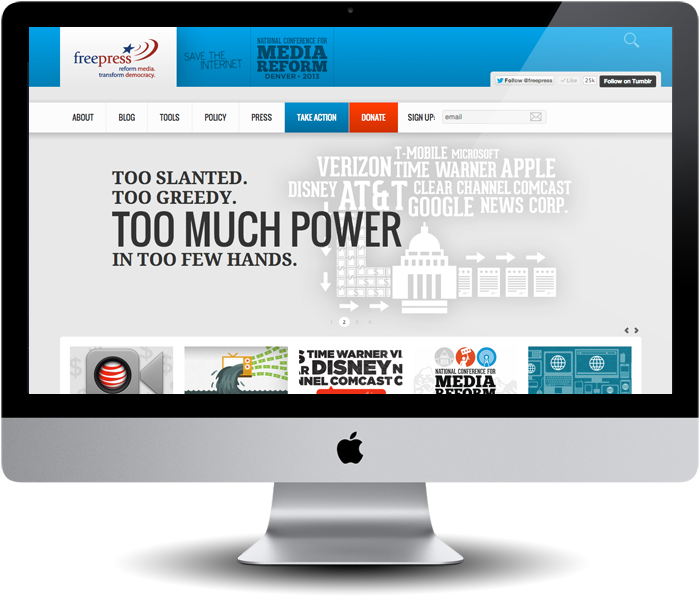 freepress
reform media.
transform democracy.
SAVE THE
INTERNET
NATIONAL CONFERENCE FOR
MEDIA
REFORM
DENVER • 2013
Follow @freepress
Like
25k
Follow on Tumblr
ABOUT
BLOG
TOOLS
POLICY
PRESS
TAKE ACTION
DONATE
SIGN UP:
email
TOO SLANTED.
TOO GREEDY.
TOO MUCH POWER
IN TOO FEW HANDS.
VERIZON
T-MOBILE
MICROSOFT
TIME WARNER
APPLE
DISNEY
AT&T
CLEAR CHANNEL
COMCAST
GOOGLE
NEWS CORP.
1 2 3 4
S TIME WARNER VI
AR DISNEY N
NNEL COMCAST C
NATIONAL CONFERENCE FOR
MEDIA
REFORM